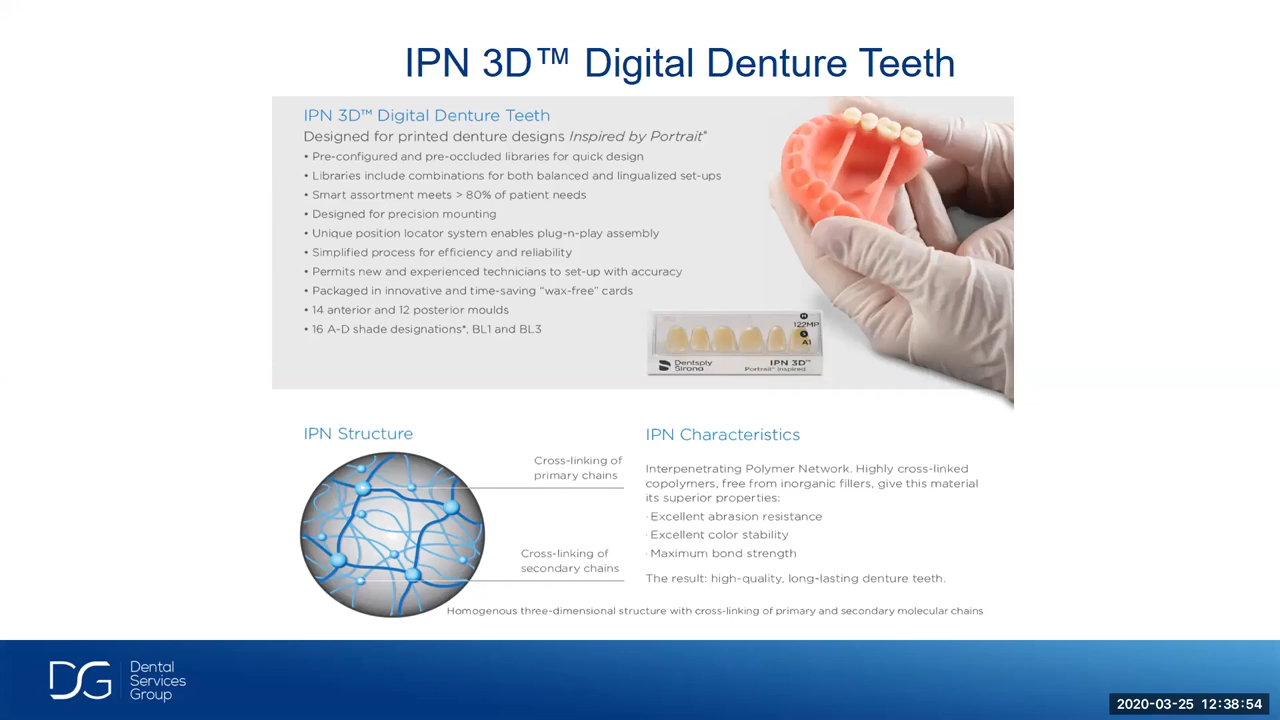 IPN 3D™ Digital Denture Teeth
IPN 3D™ Digital Denture Teeth
Designed for printed denture designs Inspired by Portrait®
• Pre-configured and pre-occluded libraries for quick design
• Libraries include combinations for both balanced and lingualized set-ups
• Smart assortment meets > 80% of patient needs
• Designed for precision mounting
• Unique position locator system enables plug-n-play assembly
• Simplified process for efficiency and reliability
• Permits new and experienced technicians to set-up with accuracy
• Packaged in innovative and time-saving “wax-free” cards
• 14 anterior and 12 posterior moulds
• 16 A-D shade designations*, BL1 and BL3
122MP
A1
Dentsply
Sirona
IPN 3D™
Portrait® Inspired
IPN Structure
Cross-linking of
primary chains
Cross-linking of
secondary chains
IPN Characteristics
Interpenetrating Polymer Network. Highly cross-linked
copolymers, free from inorganic fillers, give this material
its superior properties:
· Excellent abrasion resistance
· Excellent color stability
· Maximum bond strength
The result: high-quality, long-lasting denture teeth.
Homogenous three-dimensional structure with cross-linking of primary and secondary molecular chains
DG
Dental
Services
Group
2020-03-25 12:38:54